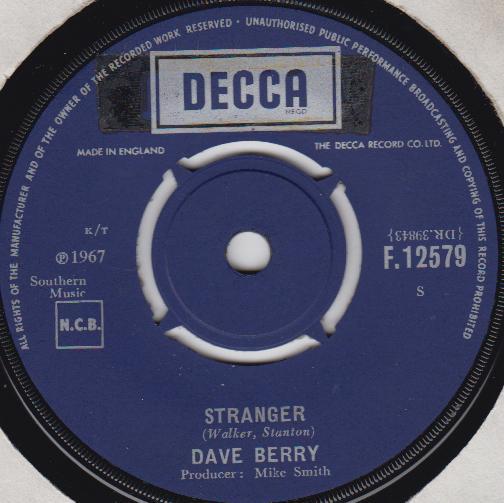 ALL RIGHTS OF THE MANUFACTURER AND OF THE OWNER OF THE RECORDED WORK RESERVED · UNAUTHORISED PUBLIC PERFORMANCE BROADCASTING AND COPYING OF THIS RECORD PROHIBITED
DECCA
REGD
MADE IN ENGLAND
THE DECCA RECORD CO. LTD.
K/T
℗1967
{DR.39843}
F.12579
Southern
Music
S
N.C.B.
STRANGER
(Walker, Stanton)
DAVE BERRY
Producer: Mike Smith